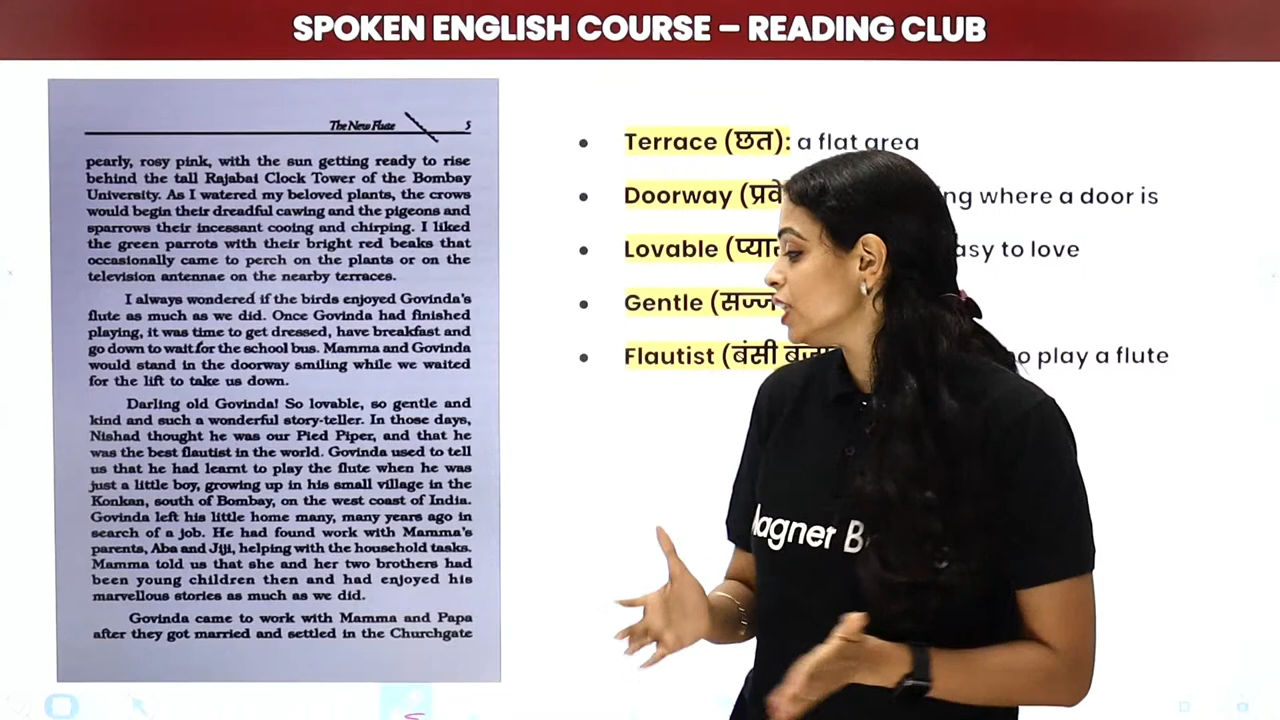 SPOKEN ENGLISH COURSE – READING CLUB
The New Flute 5
pearly, rosy pink, with the sun getting ready to rise
behind the tall Rajabai Clock Tower of the Bombay
University. As I watered my beloved plants, the crows
would begin their dreadful cawing and the pigeons and
sparrows their incessant cooing and chirping. I liked
the green parrots with their bright red beaks that
occasionally came to perch on the plants or on the
television antennae on the nearby terraces.
I always wondered if the birds enjoyed Govinda's
flute as much as we did. Once Govinda had finished
playing, it was time to get dressed, have breakfast and
go down to wait for the school bus. Mamma and Govinda
would stand in the doorway smiling while we waited
for the lift to take us down.
Darling old Govinda! So lovable, so gentle and
kind and such a wonderful story-teller. In those days,
Nishad thought he was our Pied Piper, and that he
was the best flautist in the world. Govinda used to tell
us that he had learnt to play the flute when he was
just a little boy, growing up in his small village in the
Konkan, south of Bombay, on the west coast of India.
Govinda left his little home many, many years ago in
search of a job. He had found work with Mamma's
parents, Aba and Jiji, helping with the household tasks.
Mamma told us that she and her two brothers had
been young children then and had enjoyed his
marvellous stories as much as we did.
Govinda came to work with Mamma and Papa
after they got married and settled in the Churchgate
• Terrace (छत): a flat area
• Doorway where a door is
• Lovable to love
• Gentle
• Flautist (बंसी play a flute